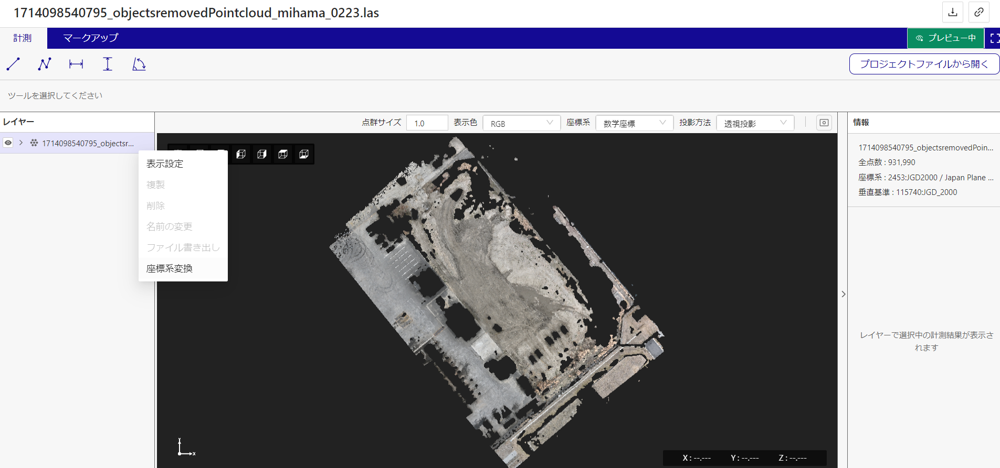 1714098540795_objectsremovedPointcloud_mihama_0223.las
計測
マークアップ
プレビュー中
プロジェクトファイルから開く
ツールを選択してください
レイヤー
点群サイズ
1.0
表示色
RGB
座標系
数学座標
投影方法
透視投影
情報
1714098540795_objectsr...
表示設定
複製
削除
名前の変更
ファイル書き出し
座標系変換
1714098540795_objectsremovedPoin...
全点数 : 931,990
座標系 : 2453:JGD2000 / Japan Plane ...
垂直基準 : 115740:JGD_2000
レイヤーで選択中の計測結果が表示さ
れます
Y
X
X : --.---
Y : --.---
Z : --.---